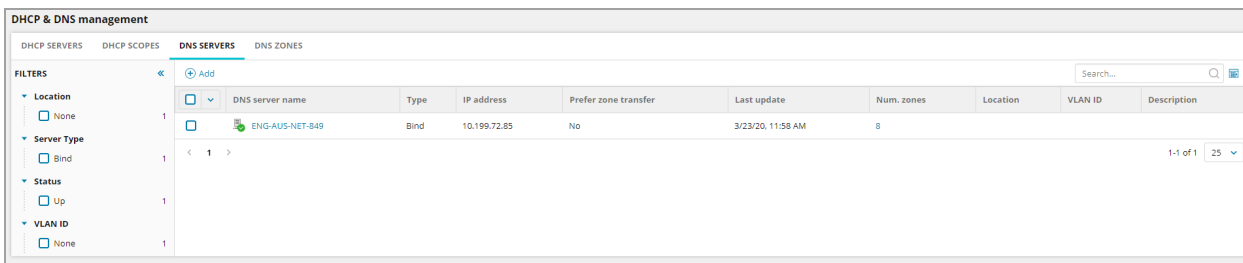 DHCP & DNS management
DHCP SERVERS DHCP SCOPES DNS SERVERS DNS ZONES
FILTERS «
Location
None 1
Server Type
Bind 1
Status
Up 1
VLAN ID
None 1
Add
Search...
DNS server name Type IP address Prefer zone transfer Last update Num. zones Location VLAN ID Description
ENG-AUS-NET-849 Bind 10.199.72.85 No 3/23/20, 11:58 AM 8
< 1 >
1-1 of 1 25